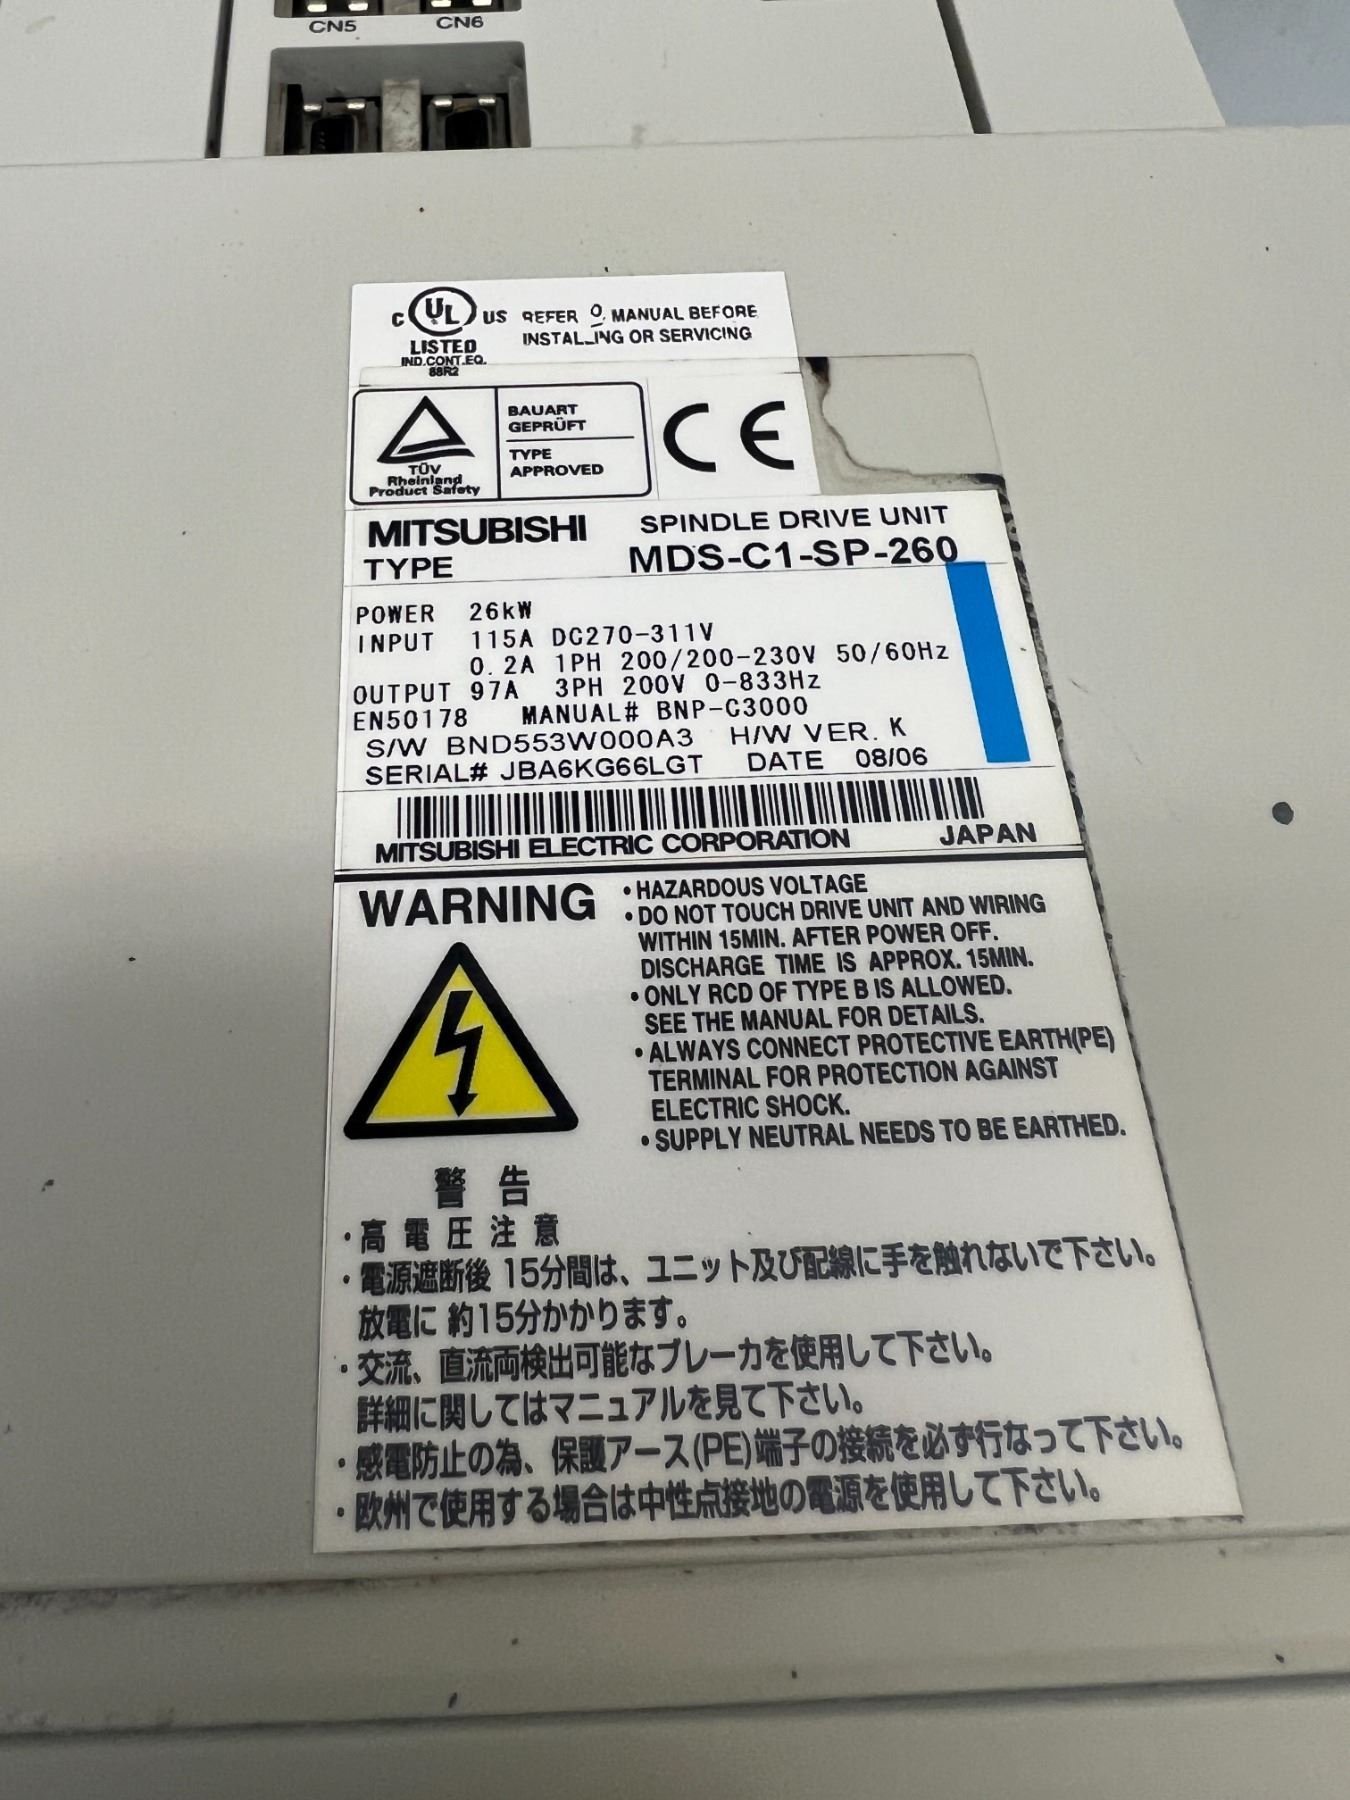 CN5 CN6
C UL US REFER TO MANUAL BEFORE
LISTED INSTALLING OR SERVICING
IND.CONT.EQ.
88R2
BAUART
GEPRÜFT
TYPE
APPROVED
TÜV
Rheinland
Product Safety
CE
MITSUBISHI SPINDLE DRIVE UNIT
TYPE MDS-C1-SP-260
POWER 26kW
INPUT 115A DC270-311V
0.2A 1PH 200/200-230V 50/60Hz
OUTPUT 97A 3PH 200V 0-833Hz
EN50178 MANUAL# BNP-C3000
S/W BND553W000A3 H/W VER. K
SERIAL# JBA6KG66LGT DATE 08/06
MITSUBISHI ELECTRIC CORPORATION JAPAN
WARNING
•HAZARDOUS VOLTAGE
•DO NOT TOUCH DRIVE UNIT AND WIRING
WITHIN 15MIN. AFTER POWER OFF.
DISCHARGE TIME IS APPROX. 15MIN.
•ONLY RCD OF TYPE B IS ALLOWED.
SEE THE MANUAL FOR DETAILS.
•ALWAYS CONNECT PROTECTIVE EARTH(PE)
TERMINAL FOR PROTECTION AGAINST
ELECTRIC SHOCK.
•SUPPLY NEUTRAL NEEDS TO BE EARTHED.
警告
・高電圧注意
・電源遮断後 15分間は、ユニット及び配線に手を触れないで下さい。
放電に 約15分かかります。
・交流、直流両検出可能なブレーカを使用して下さい。
詳細に関してはマニュアルを見て下さい。
・感電防止の為、保護アース(PE)端子の接続を必ず行なって下さい。
・欧州で使用する場合は中性点接地の電源を使用して下さい。